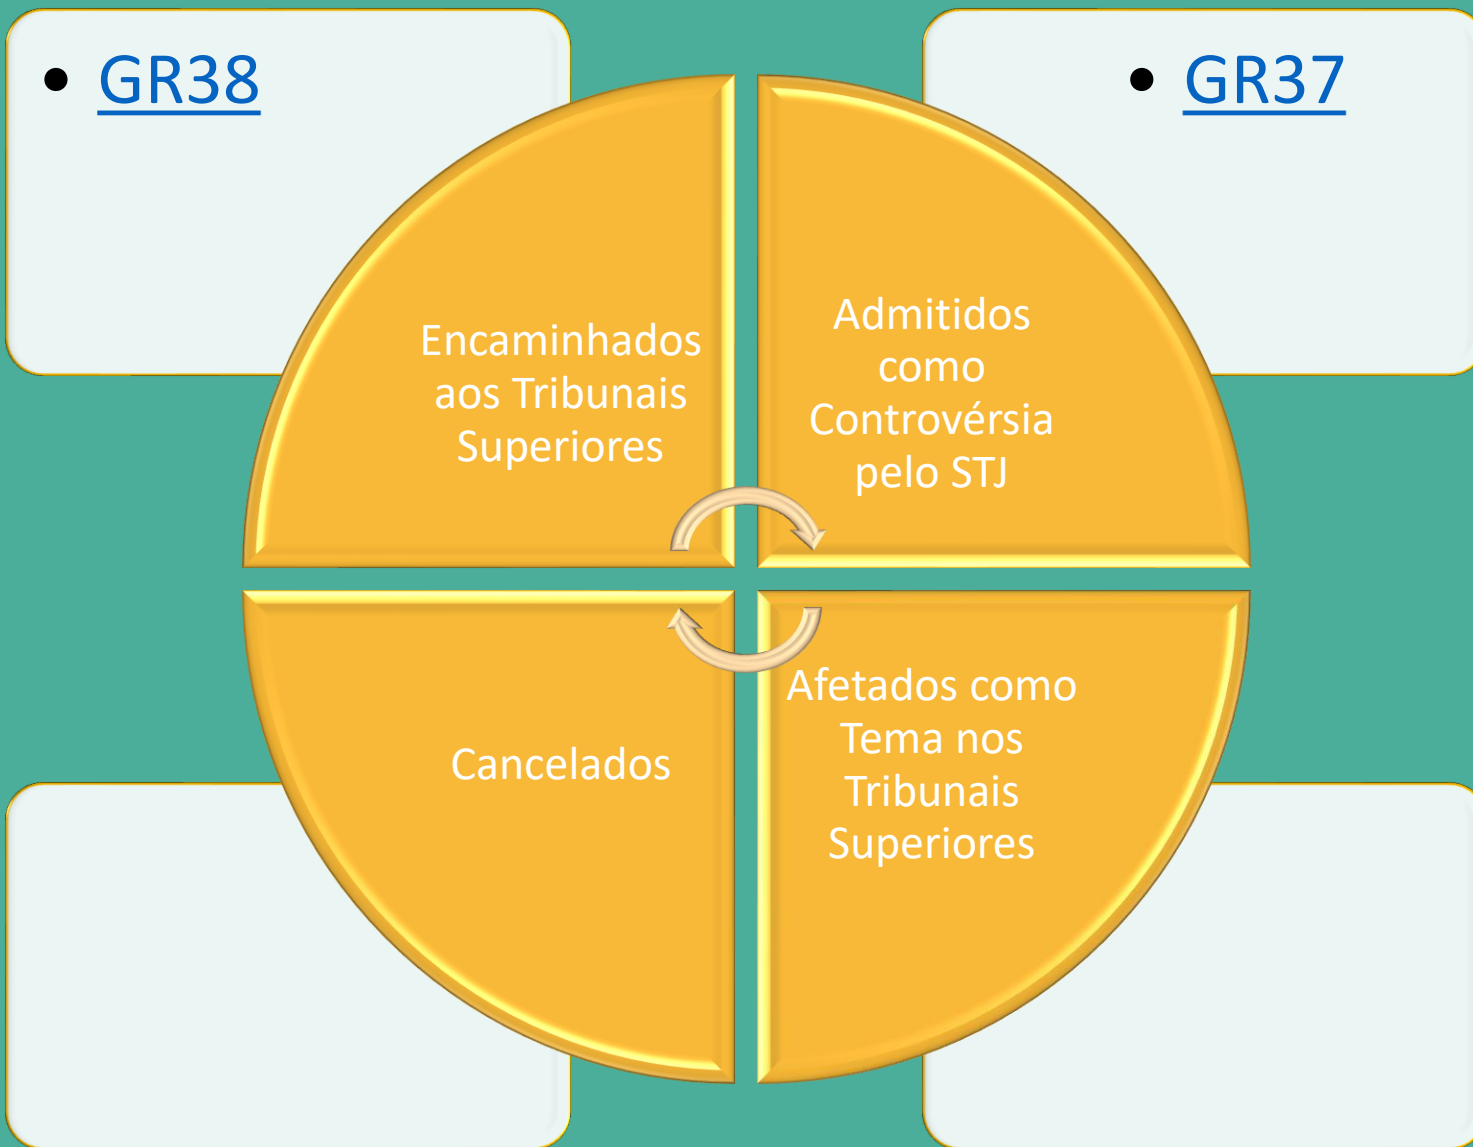 • GR38
• GR37
Encaminhados
aos Tribunais
Superiores
Admitidos
como
Controvérsia
pelo STJ
Cancelados
Afetados como
Tema nos
Tribunais
Superiores